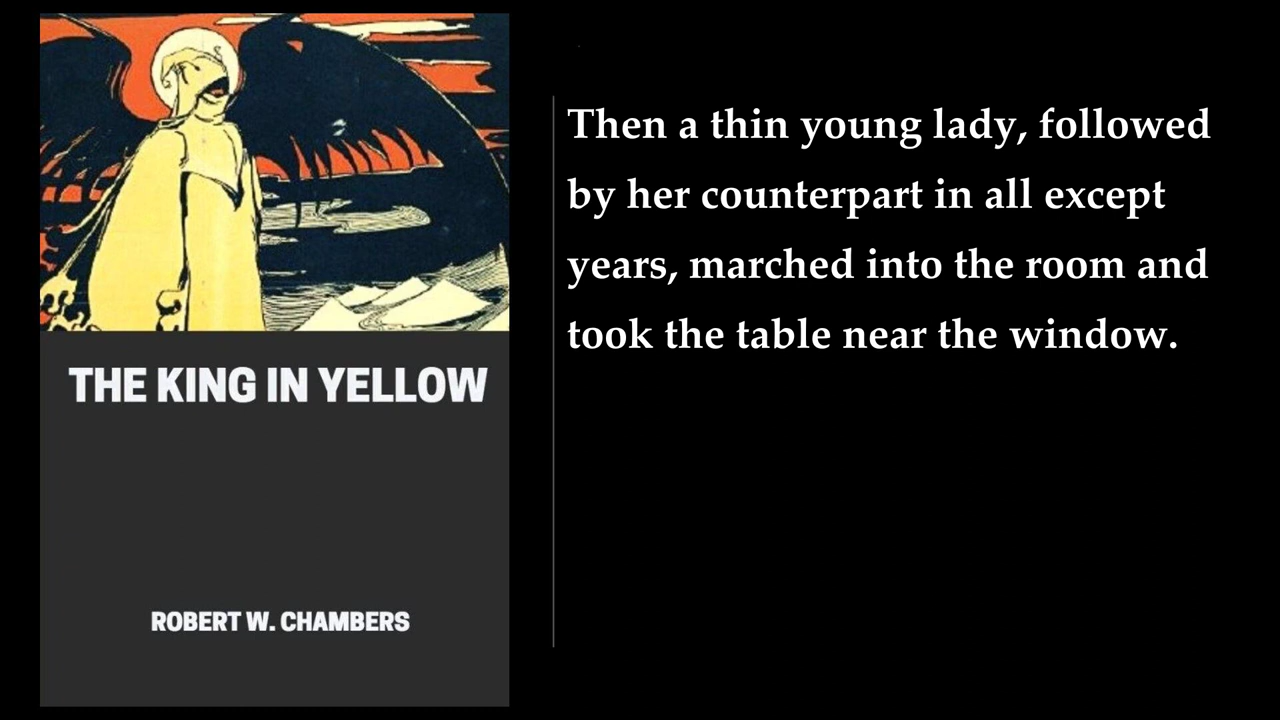 THE KING IN YELLOW
ROBERT W. CHAMBERS
Then a thin young lady, followed
by her counterpart in all except
years, marched into the room and
took the table near the window.